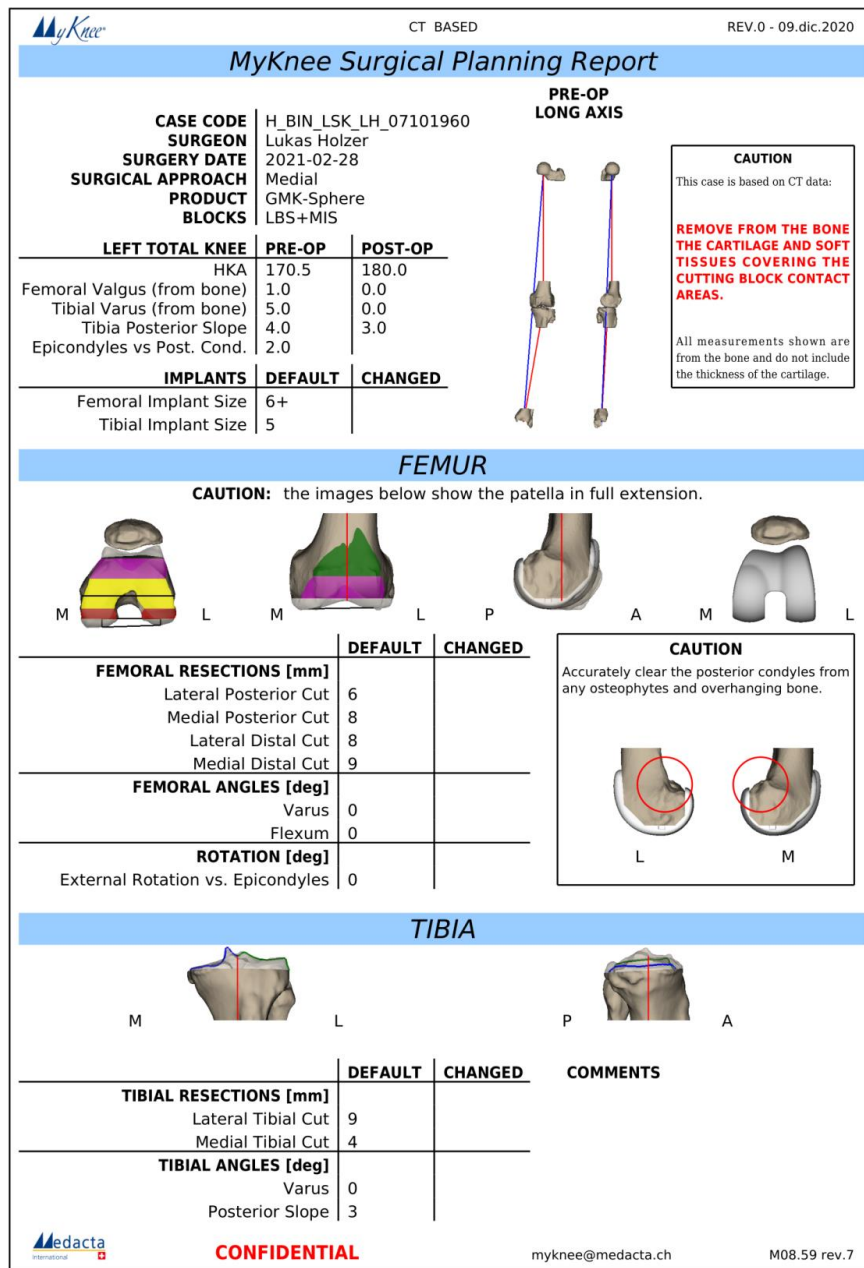 MyKnee CT BASED REV.0 - 09.dic.2020
MyKnee Surgical Planning Report
PRE-OP
LONG AXIS
CASE CODE H_BIN_LSK_LH_07101960
SURGEON Lukas Holzer
SURGERY DATE 2021-02-28
SURGICAL APPROACH Medial
PRODUCT GMK-Sphere
BLOCKS LBS+MIS
LEFT TOTAL KNEE PRE-OP POST-OP
HKA 170.5 180.0
Femoral Valgus (from bone) 1.0 0.0
Tibial Varus (from bone) 5.0 0.0
Tibia Posterior Slope 4.0 3.0
Epicondyles vs Post. Cond. 2.0
IMPLANTS DEFAULT CHANGED
Femoral Implant Size 6+
Tibial Implant Size 5
CAUTION
This case is based on CT data:
REMOVE FROM THE BONE
THE CARTILAGE AND SOFT
TISSUES COVERING THE
CUTTING BLOCK CONTACT
AREAS.
All measurements shown are
from the bone and do not include
the thickness of the cartilage.
FEMUR
CAUTION: the images below show the patella in full extension.
M L M L P A M L
DEFAULT CHANGED
FEMORAL RESECTIONS [mm]
Lateral Posterior Cut 6
Medial Posterior Cut 8
Lateral Distal Cut 8
Medial Distal Cut 9
FEMORAL ANGLES [deg]
Varus 0
Flexum 0
ROTATION [deg]
External Rotation vs. Epicondyles 0
CAUTION
Accurately clear the posterior condyles from
any osteophytes and overhanging bone.
L M
TIBIA
M L P A
DEFAULT CHANGED COMMENTS
TIBIAL RESECTIONS [mm]
Lateral Tibial Cut 9
Medial Tibial Cut 4
TIBIAL ANGLES [deg]
Varus 0
Posterior Slope 3
Medacta
International
CONFIDENTIAL myknee@medacta.ch M08.59 rev.7